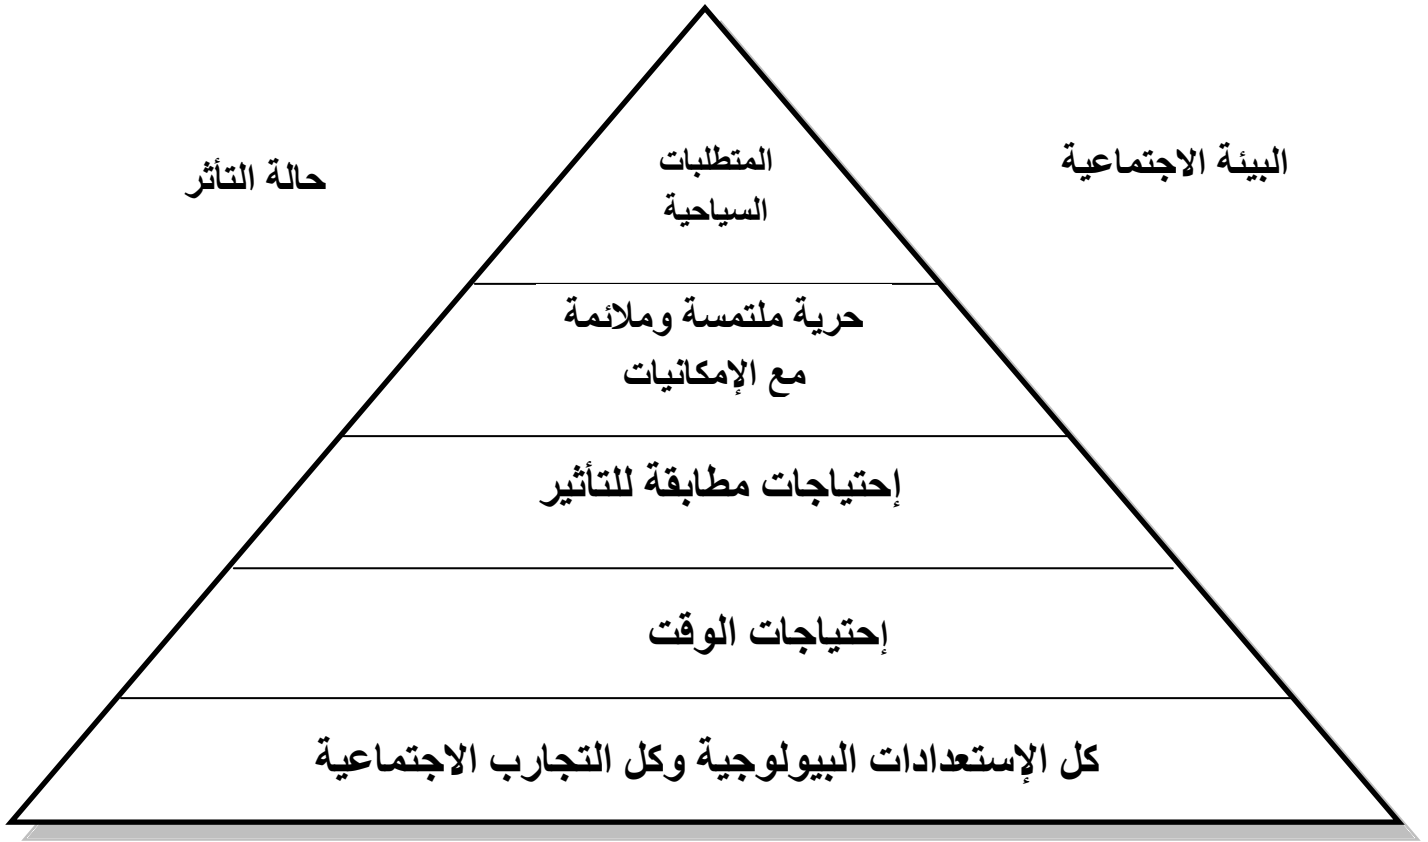 البيئة الاجتماعية
حالة التأثر
المتطلبات
السياحية
حرية ملتمسة وملائمة
مع الإمكانيات
إحتياجات مطابقة للتأثير
إحتياجات الوقت
كل الإستعدادات البيولوجية وكل التجارب الاجتماعية